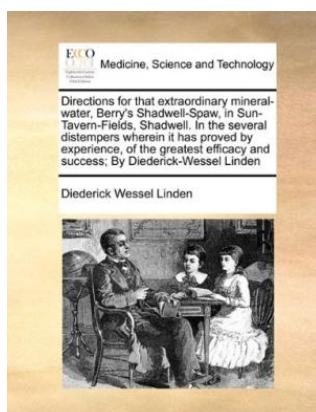 ECCO
Medicine, Science and Technology
Directions for that extraordinary mineral-
water, Berry's Shadwell-Spaw, in Sun-
Tavern-Fields, Shadwell. In the several
distempers wherein it has proved by
experience, of the greatest efficacy and
success; By Diederick-Wessel Linden
Diederick Wessel Linden